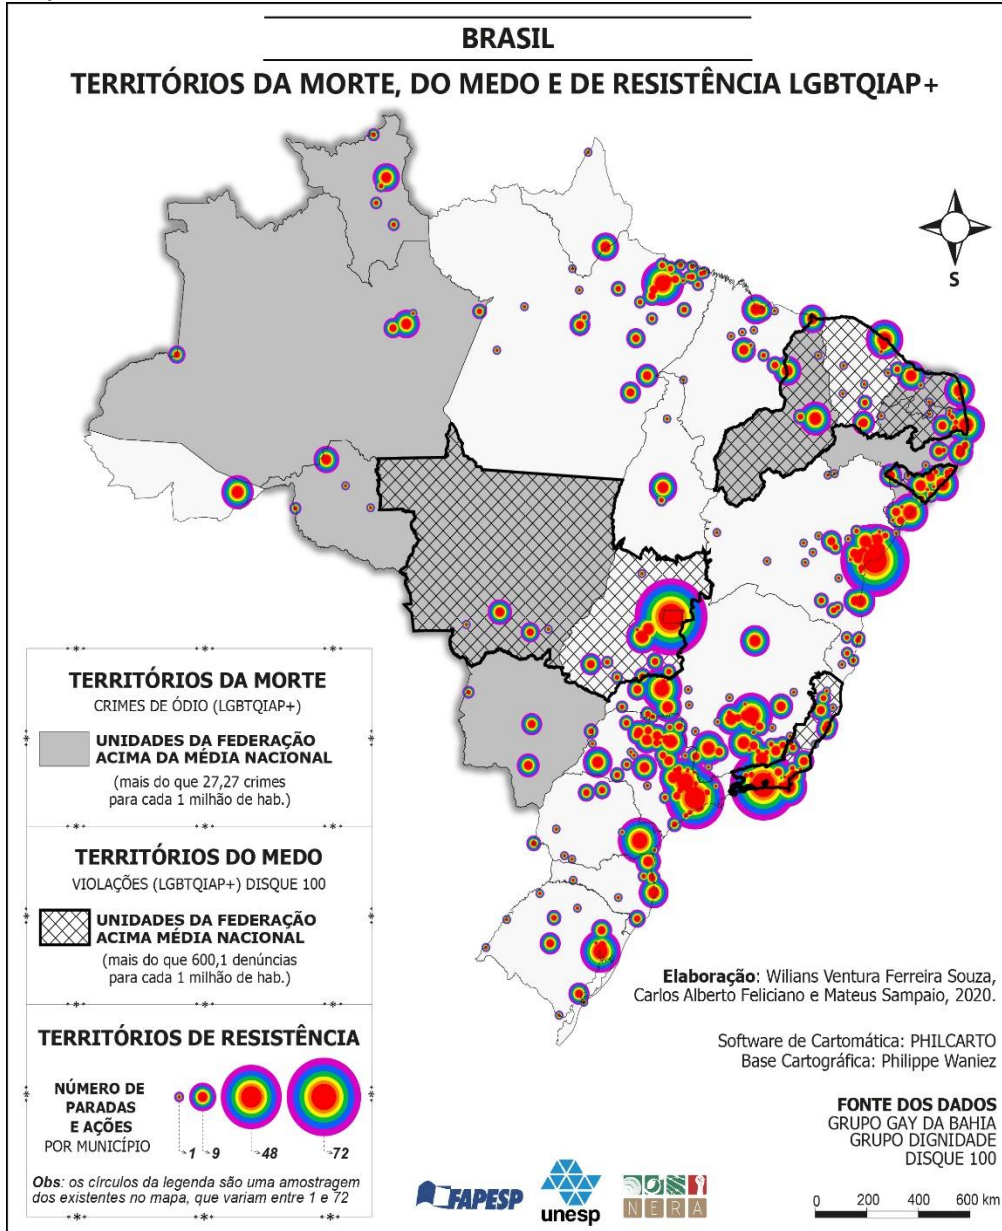 BRASIL
TERRITÓRIOS DA MORTE, DO MEDO E DE RESISTÊNCIA LGBTQIAP+
S
TERRITÓRIOS DA MORTE
CRIMES DE ÓDIO (LGBTQIAP+)
UNIDADES DA FEDERAÇÃO
ACIMA DA MÉDIA NACIONAL
(mais do que 27,27 crimes
para cada 1 milhão de hab.)
TERRITÓRIOS DO MEDO
VIOLAÇÕES (LGBTQIAP+) DISQUE 100
UNIDADES DA FEDERAÇÃO
ACIMA MÉDIA NACIONAL
(mais do que 600,1 denúncias
para cada 1 milhão de hab.)
TERRITÓRIOS DE RESISTÊNCIA
NÚMERO DE
PARADAS
E AÇÕES
POR MUNICÍPIO
1 9 48 72
Obs: os círculos da legenda são uma amostragem
dos existentes no mapa, que variam entre 1 e 72
Elaboração: Wilians Ventura Ferreira Souza,
Carlos Alberto Feliciano e Mateus Sampaio, 2020.
Software de Cartomática: PHILCARTO
Base Cartográfica: Philippe Waniez
FONTE DOS DADOS
GRUPO GAY DA BAHIA
GRUPO DIGNIDADE
DISQUE 100
FAPESP
unesp
NERA
0 200 400 600 km